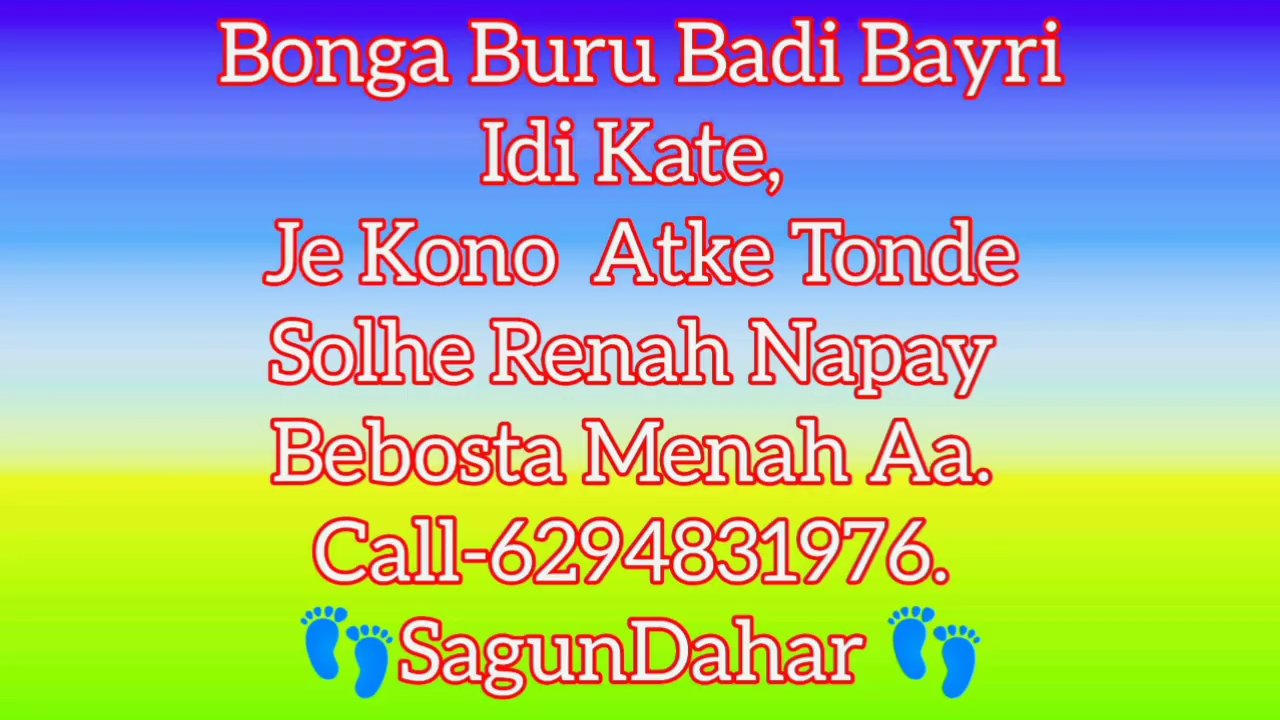 Bonga Buru Badi Bayri
Idi Kate,
Je Kono Atke Tonde
Solhe Renah Napay
Bebosta Menah Aa.
Call-6294831976.
👣SagunDahar 👣